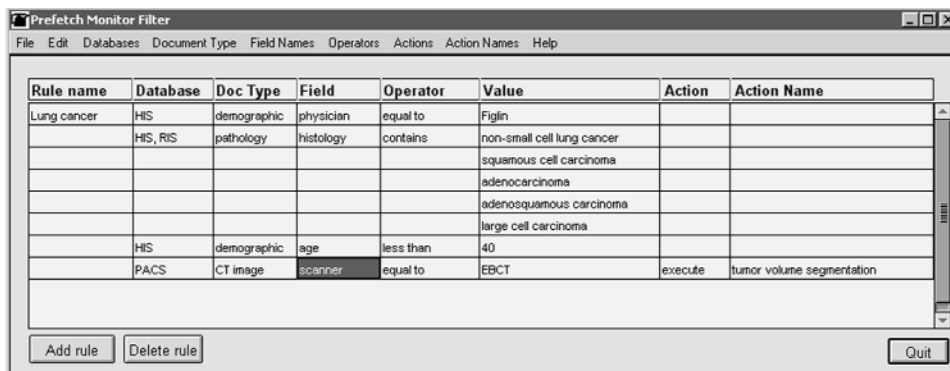 Prefetch Monitor Filter
File Edit Databases Document Type Field Names Operators Actions Action Names Help
Rule name Database Doc Type Field Operator Value Action Action Name
Lung cancer HIS demographic physician equal to Figlin
HIS, RIS pathology histology contains non-small cell lung cancer
squamous cell carcinoma
adenocarcinoma
adenosquamous carcinoma
large cell carcinoma
HIS demographic age less than 40
PACS CT image scanner equal to EBCT execute tumor volume segmentation
Add rule Delete rule Quit